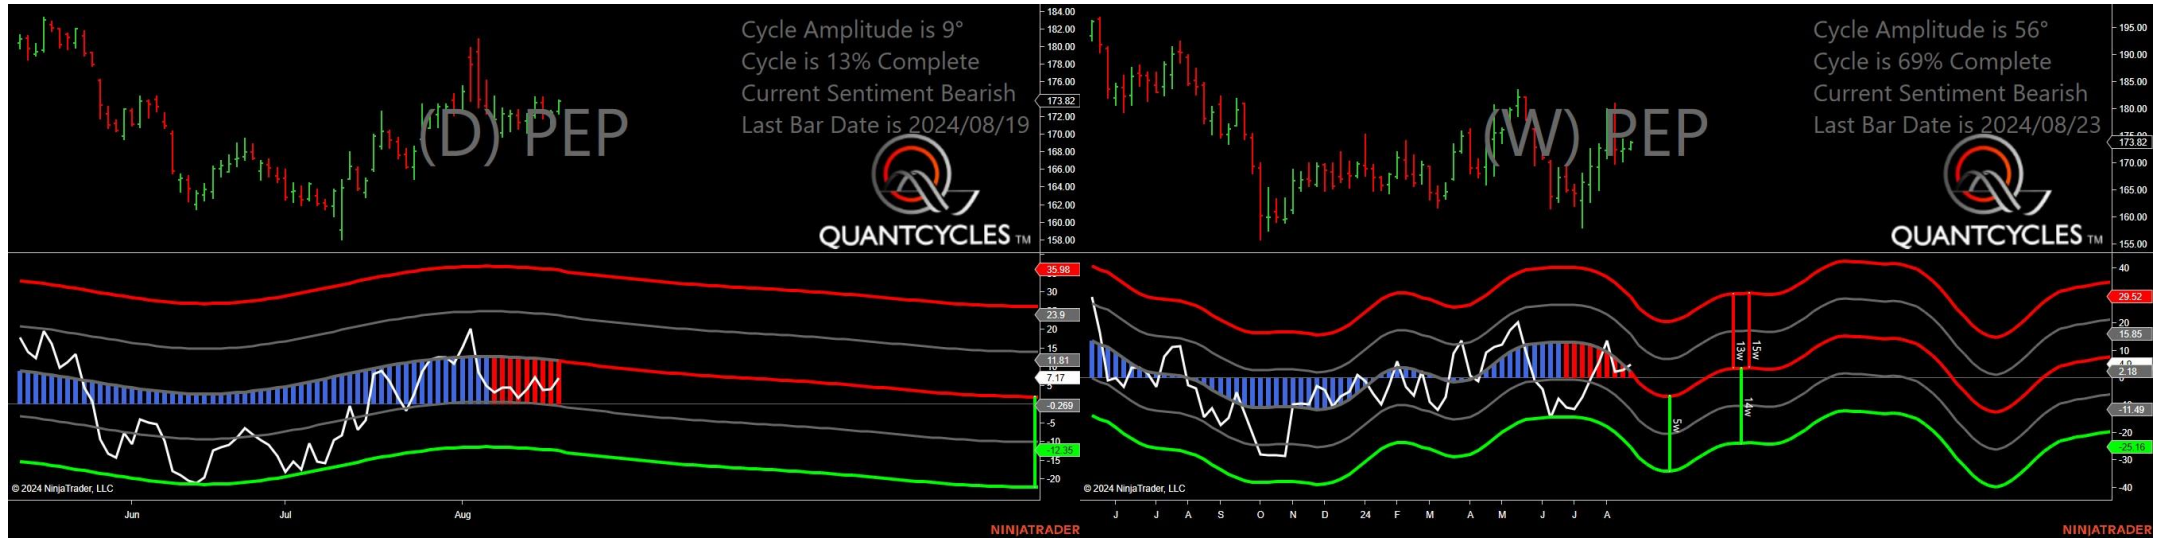 Cycle Amplitude is 9°
Cycle is 13% Complete
Current Sentiment Bearish
Last Bar Date is 2024/08/19
(D) PEP
QUANTCYCLES TM
184.00
182.00
180.00
178.00
176.00
173.82
172.00
170.00
168.00
166.00
164.00
162.00
160.00
158.00
35.98
30
23.9
20
15
11.81
7.17
-0.269
-5
-10
-12.35
-15
-20
© 2024 NinjaTrader, LLC
Jun
Jul
Aug
NINJATRADER
Cycle Amplitude is 56°
Cycle is 69% Complete
Current Sentiment Bearish
Last Bar Date is 2024/08/23
(W) PEP
QUANTCYCLES TM
195.00
190.00
185.00
180.00
175.00
173.82
170.00
165.00
160.00
155.00
40
29.52
20
15.85
10
2.18
-11.49
-20
-25.16
-30
-40
13w
15w
14w
5w
© 2024 NinjaTrader, LLC
J
J
A
S
O
N
D
24
F
M
A
M
J
J
A
NINJATRADER